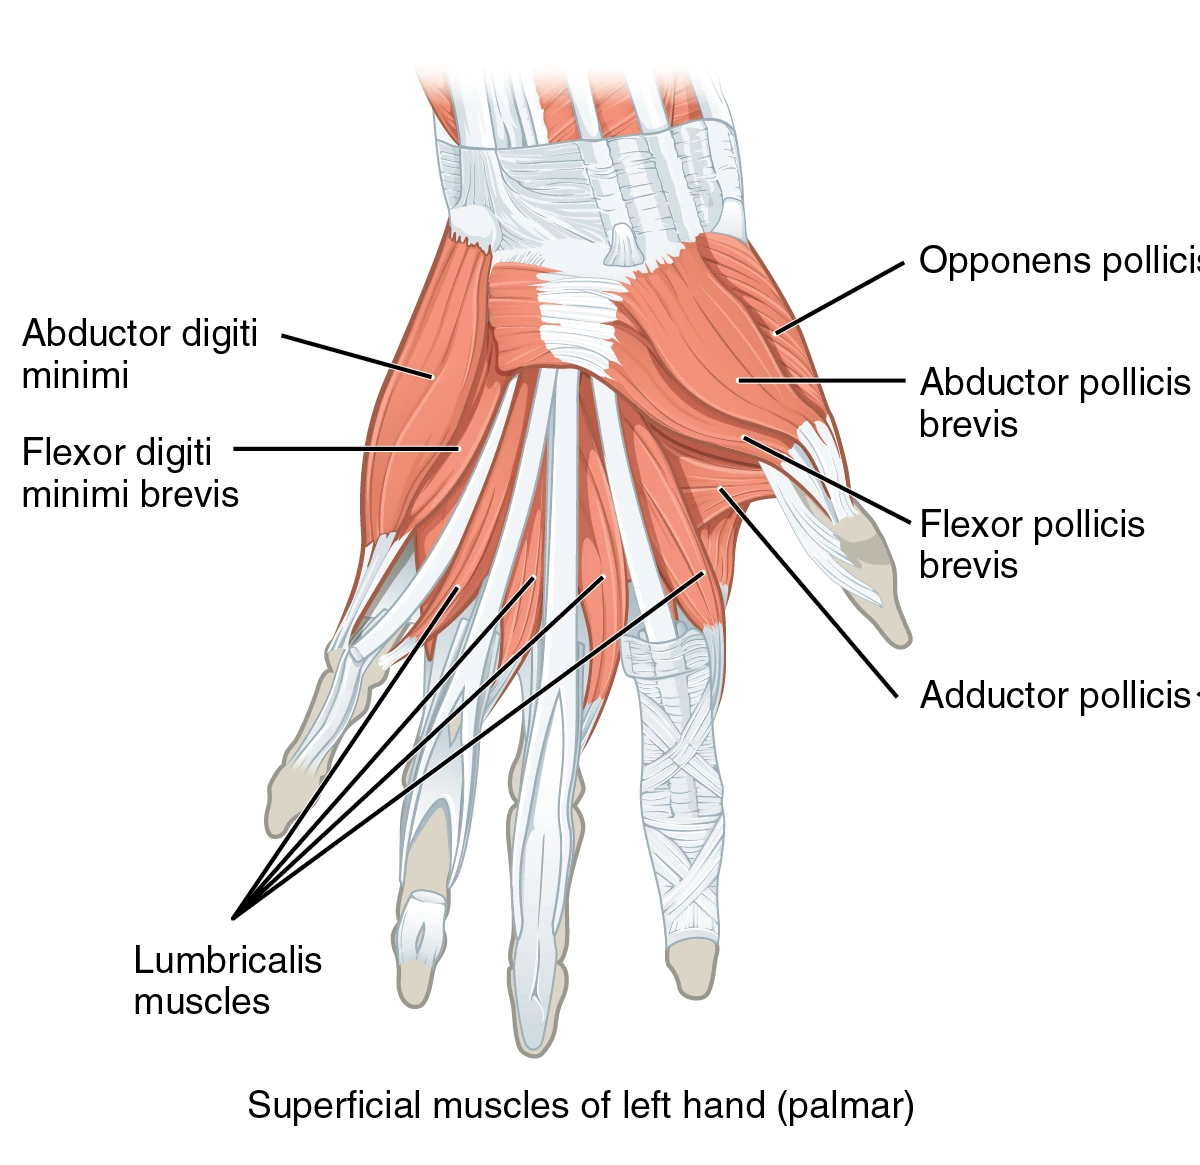 Opponens pollicis
Abductor digiti
minimi
Abductor pollicis
brevis
Flexor digiti
minimi brevis
Flexor pollicis
brevis
Adductor pollicis
Lumbricalis
muscles
Superficial muscles of left hand (palmar)